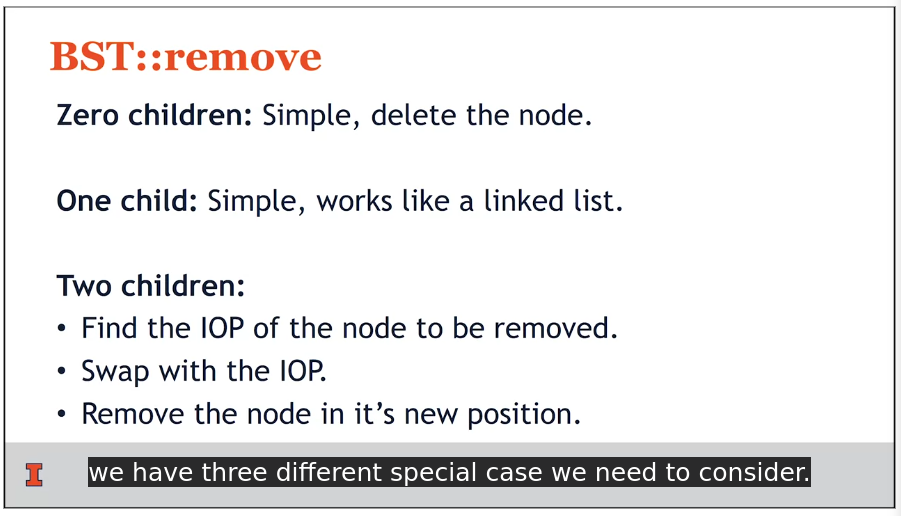 BST::remove
Zero children: Simple, delete the node.
One child: Simple, works like a linked list.
Two children:
• Find the IOP of the node to be removed.
• Swap with the IOP.
• Remove the node in it’s new position.
I
we have three different special case we need to consider.